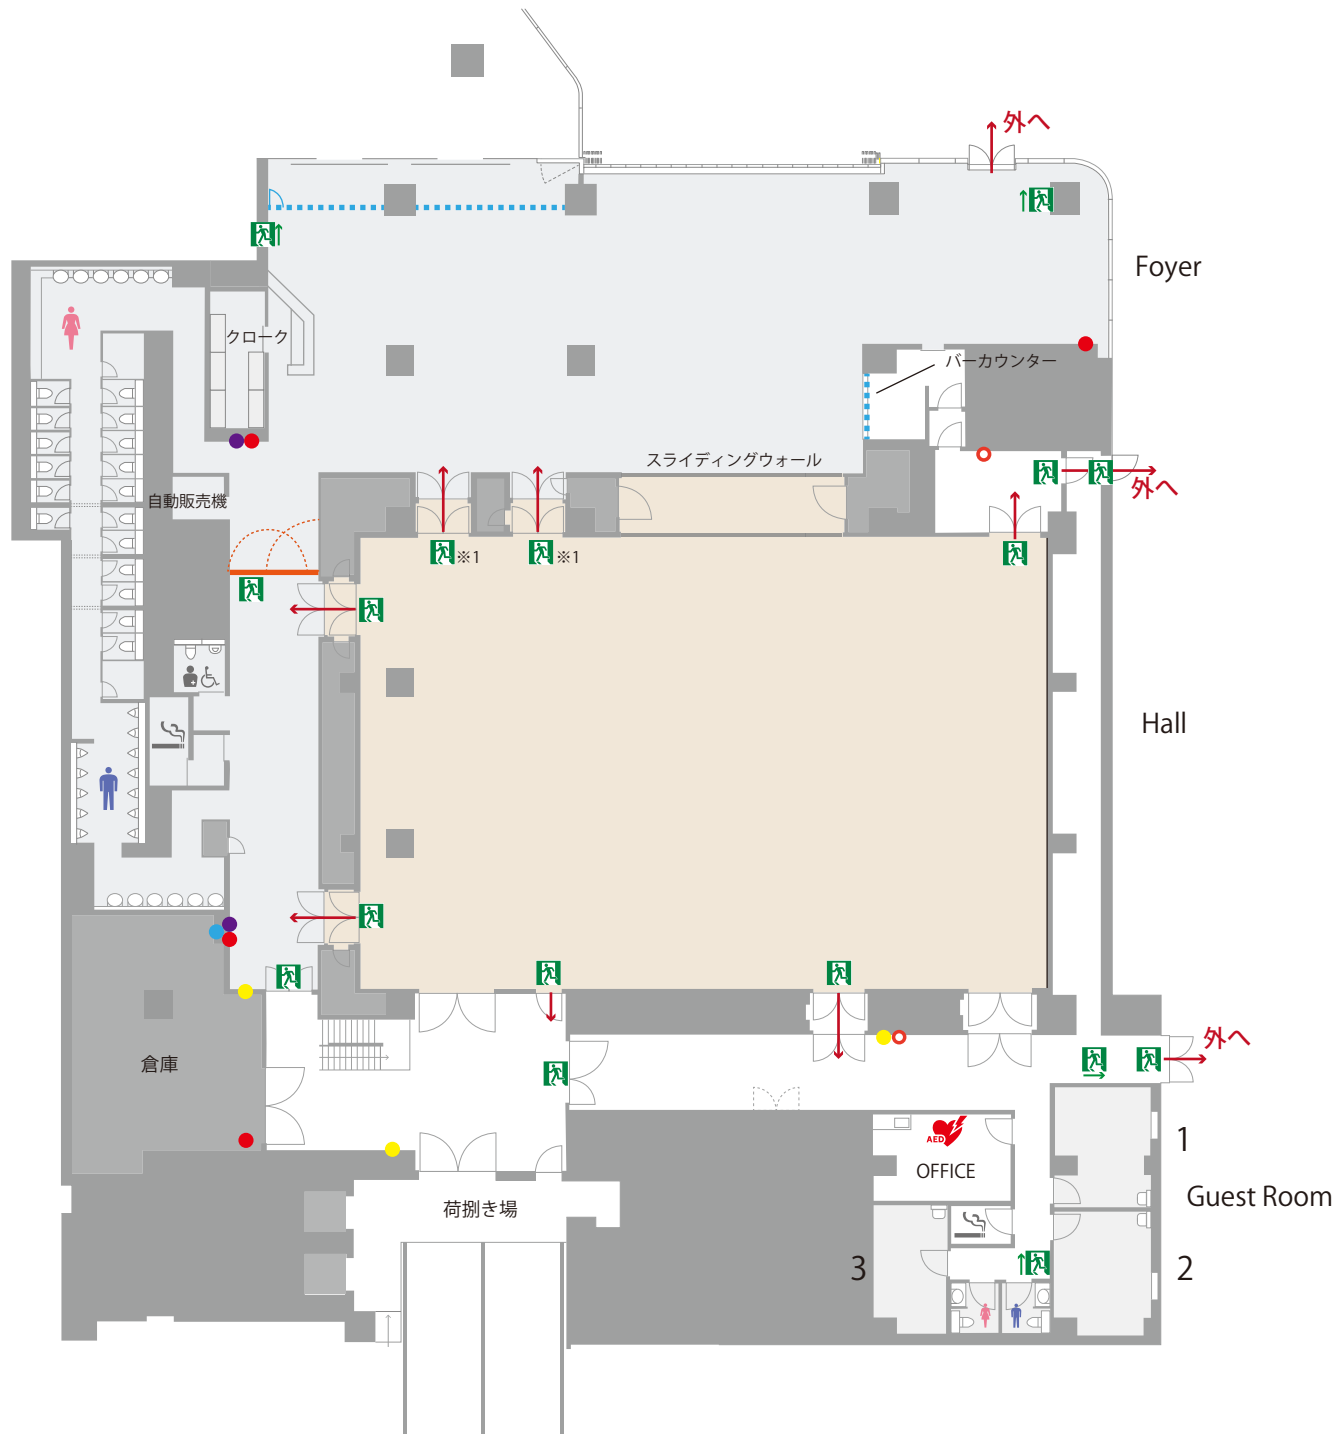 外へ
Foyer
クローク
バーカウンター
スライディングウォール
自動販売機
外へ
※1
※1
Hall
倉庫
外へ
AED
OFFICE
1
Guest Room
荷捌き場
3
2